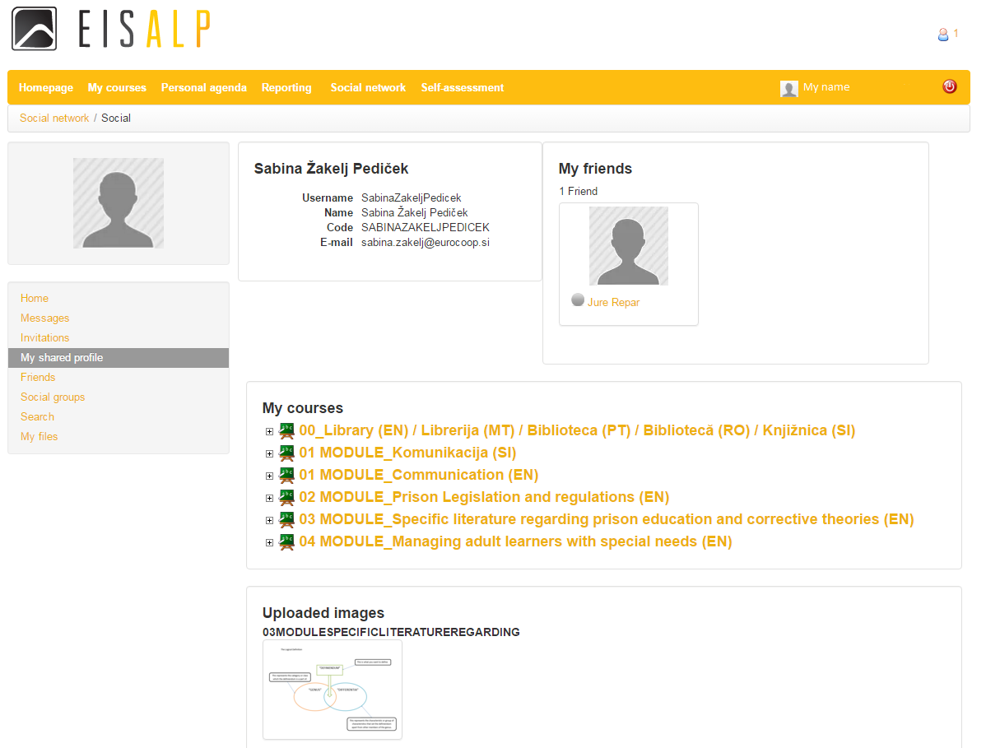 EISALP
1
Homepage My courses Personal agenda Reporting Social network Self-assessment My name
Social network / Social
Sabina Žakelj Pediček
Username SabinaZakeljPedicek
Name Sabina Žakelj Pediček
Code SABINAZAKELJPEDICEK
E-mail sabina.zakelj@eurocoop.si
My friends
1 Friend
Jure Repar
Home
Messages
Invitations
My shared profile
Friends
Social groups
Search
My files
My courses
00_Library (EN) / Librerija (MT) / Biblioteca (PT) / Bibliotecă (RO) / Knjižnica (SI)
01 MODULE_Komunikacija (SI)
01 MODULE_Communication (EN)
02 MODULE_Prison Legislation and regulations (EN)
03 MODULE_Specific literature regarding prison education and corrective theories (EN)
04 MODULE_Managing adult learners with special needs (EN)
Uploaded images
03MODULESPECIFICLITERATUREREGARDING
"DEFINIENDUM"
"GENUS" "DIFFERENTIA"